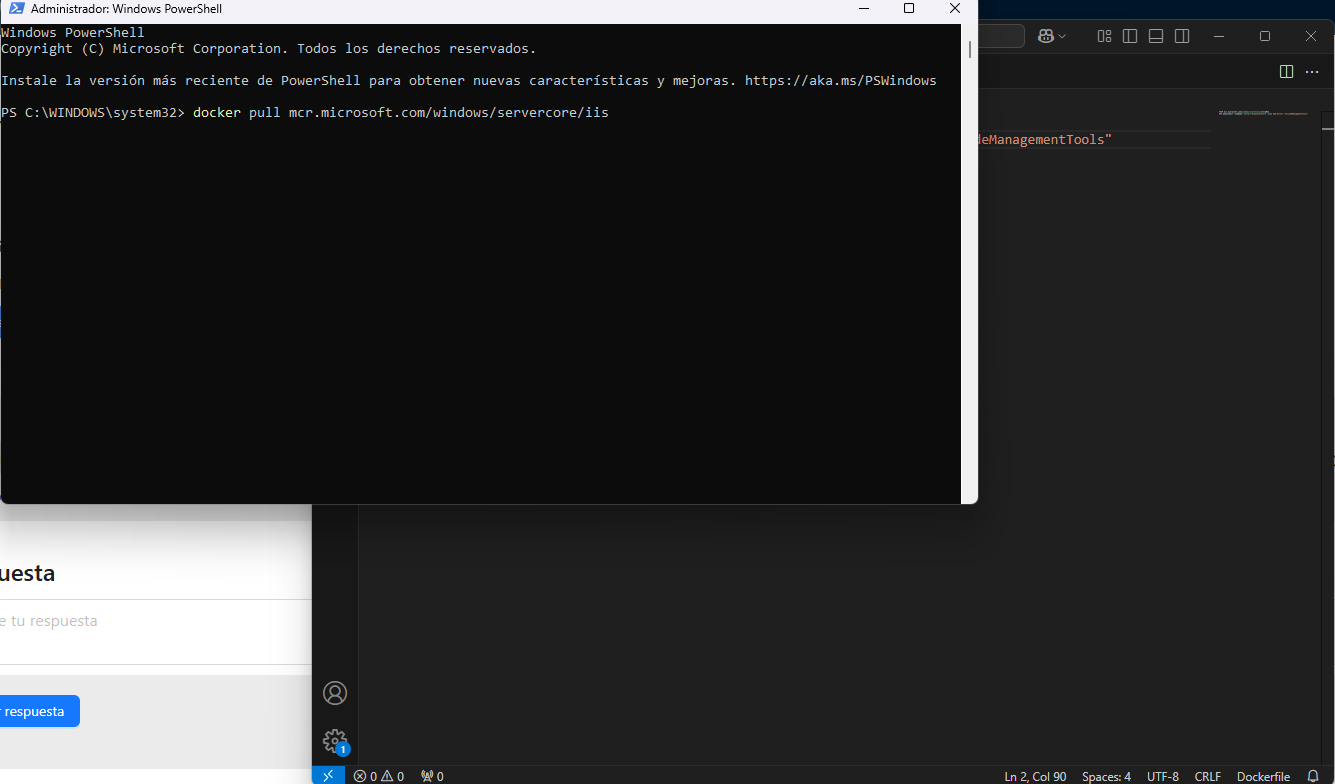 Administrador: Windows PowerShell
Windows PowerShell
Copyright (C) Microsoft Corporation. Todos los derechos reservados.
Instale la versión más reciente de PowerShell para obtener nuevas características y mejoras. https://aka.ms/PSWindows
PS C:\WINDOWS\system32> docker pull mcr.microsoft.com/windows/servercore/iis
deManagementTools"
uesta
e tu respuesta
r respuesta
1
0 0 0
Ln 2, Col 90 Spaces: 4 UTF-8 CRLF Dockerfile